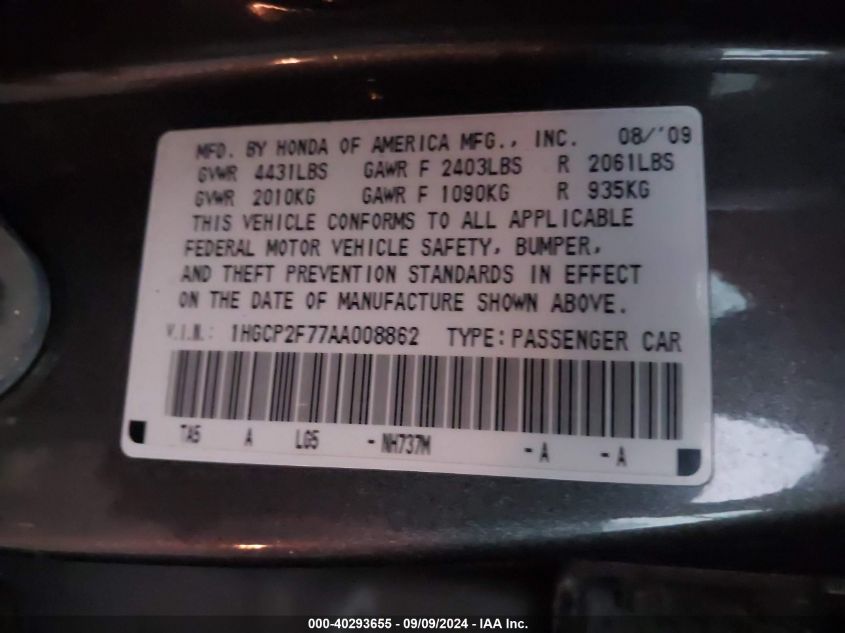 MFD. BY HONDA OF AMERICA MFG., INC. 08/'09
GVWR 4431LBS GAWR F 2403LBS R 2061LBS
GVWR 2010KG GAWR F 1090KG R 935KG
THIS VEHICLE CONFORMS TO ALL APPLICABLE
FEDERAL MOTOR VEHICLE SAFETY, BUMPER,
AND THEFT PREVENTION STANDARDS IN EFFECT
ON THE DATE OF MANUFACTURE SHOWN ABOVE.
V.I.N.: 1HGCP2F77AA008862 TYPE: PASSENGER CAR
TA5 A LG5 - NH737M - A - A
000-40293655 - 09/09/2024 - IAA Inc.